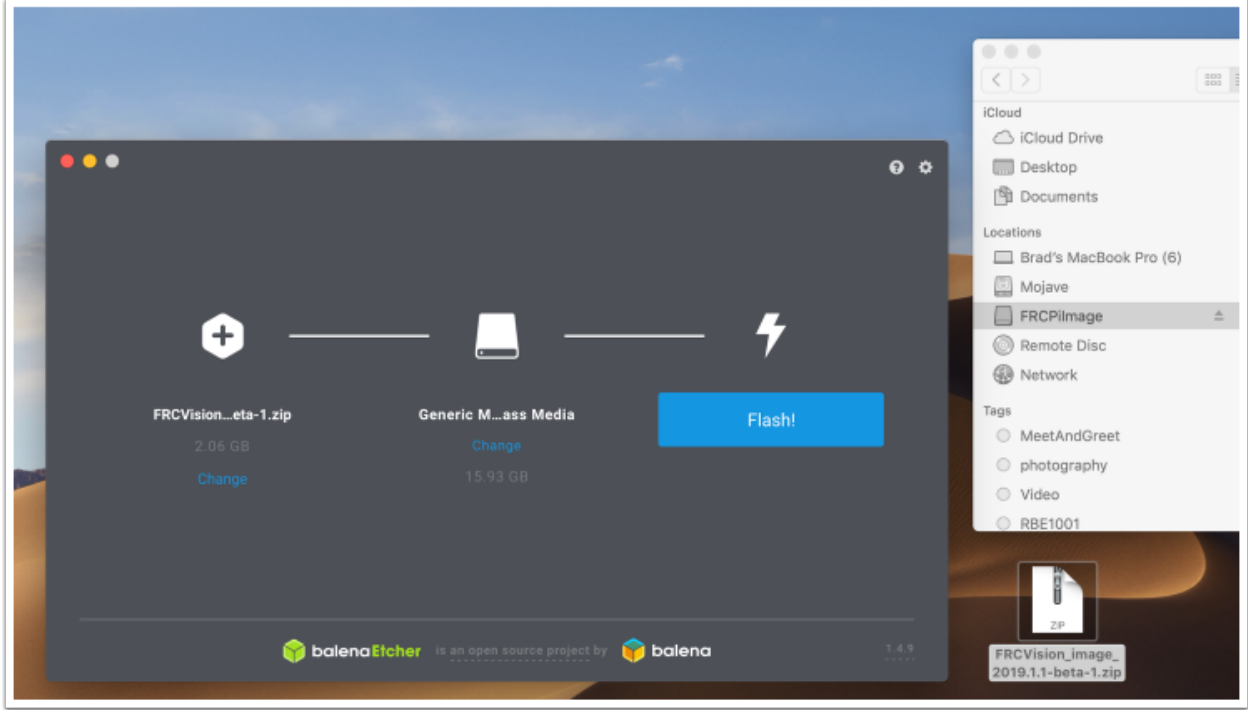 iCloud
iCloud Drive
Desktop
Documents
Locations
Brad's MacBook Pro (6)
Mojave
FRCPiImage
Remote Disc
Network
Tags
MeetAndGreet
photography
Video
RBE1001
FRCVision...eta-1.zip
2.06 GB
Change
Generic M...ass Media
Change
15.93 GB
Flash!
balenaEtcher is an open source project by balena
1.4.9
ZIP
FRCVision_image_
2019.1.1-beta-1.zip